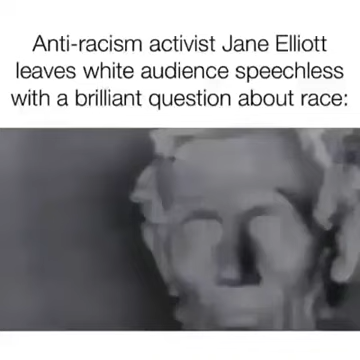 Anti-racism activist Jane Elliott
leaves white audience speechless
with a brilliant question about race: